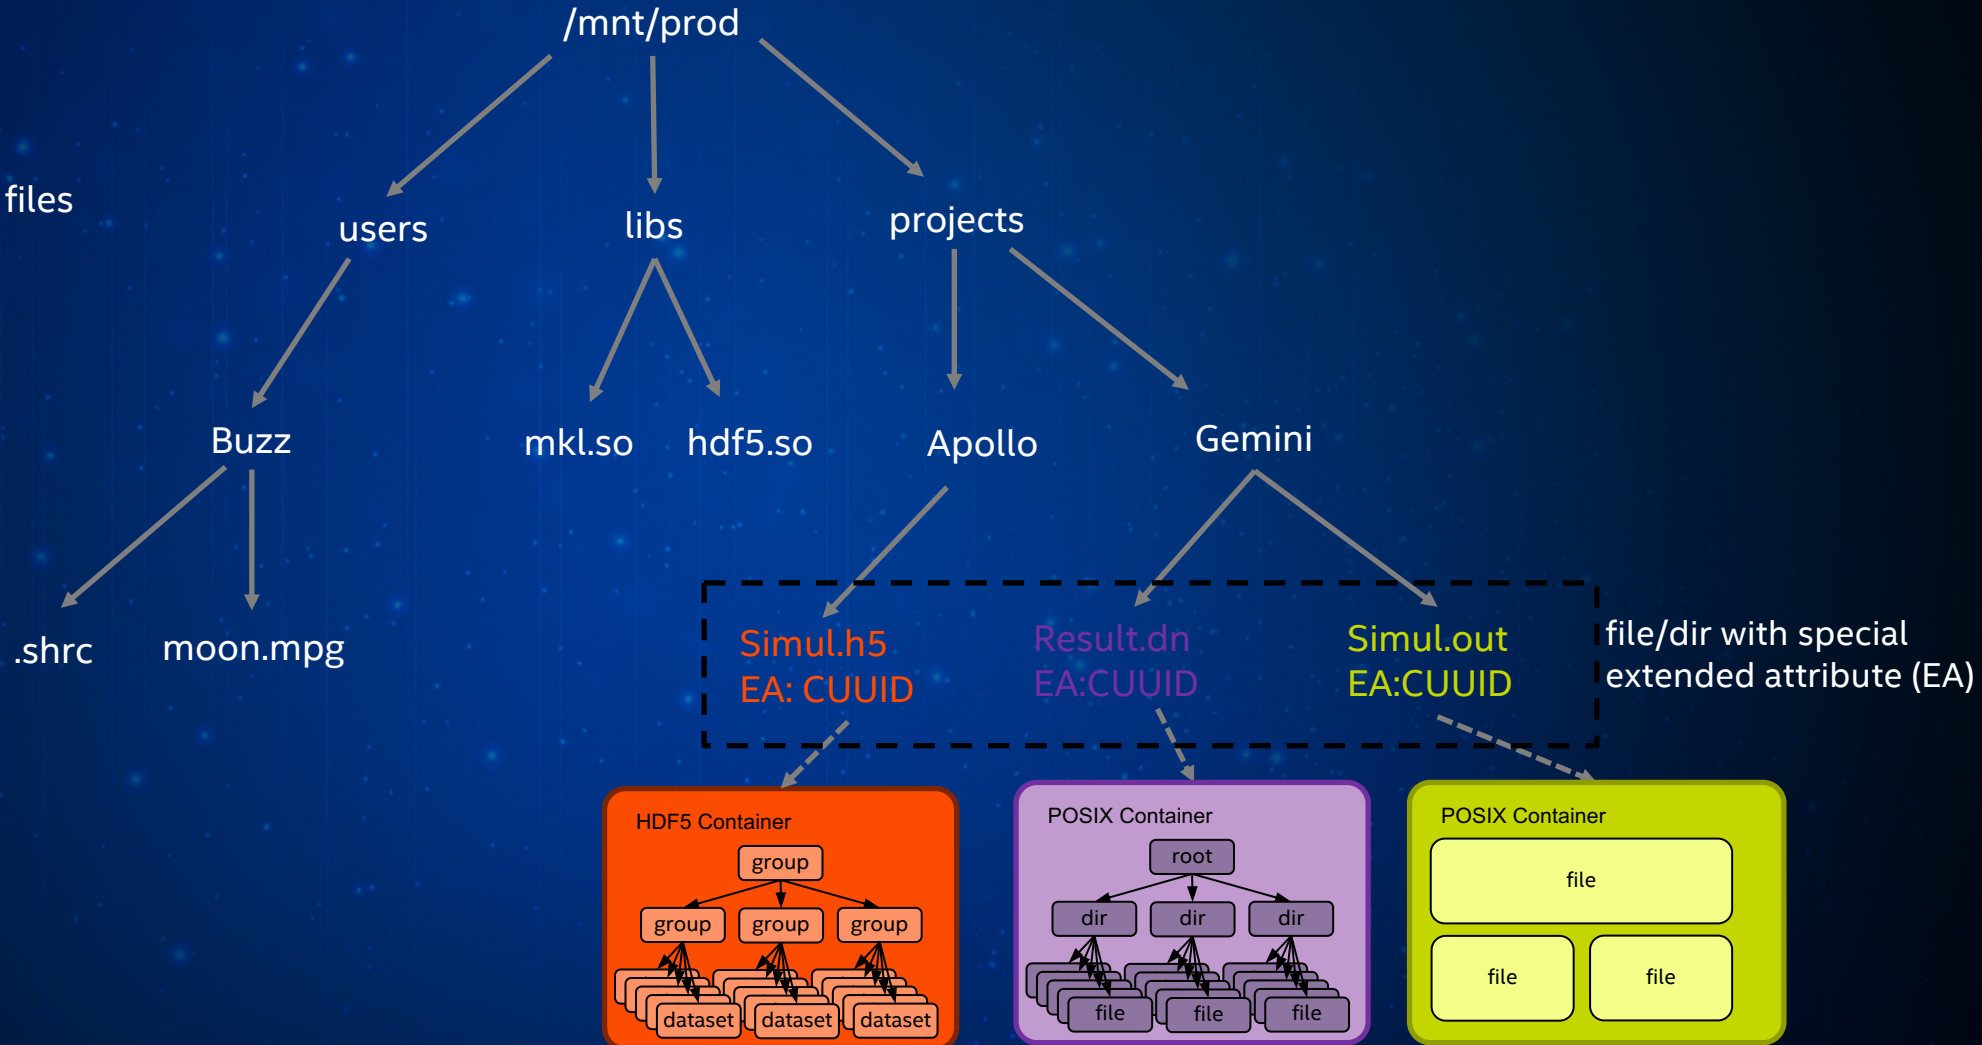 /mnt/prod
files
users
libs
projects
Buzz
mkl.so
hdf5.so
Apollo
Gemini
.shrc
moon.mpg
Simul.h5
EA: CUUID
Result.dn
EA:CUUID
Simul.out
EA:CUUID
file/dir with special
extended attribute (EA)
HDF5 Container
group
group
group
group
dataset
dataset
dataset
POSIX Container
root
dir
dir
dir
file
file
file
POSIX Container
file
file
file